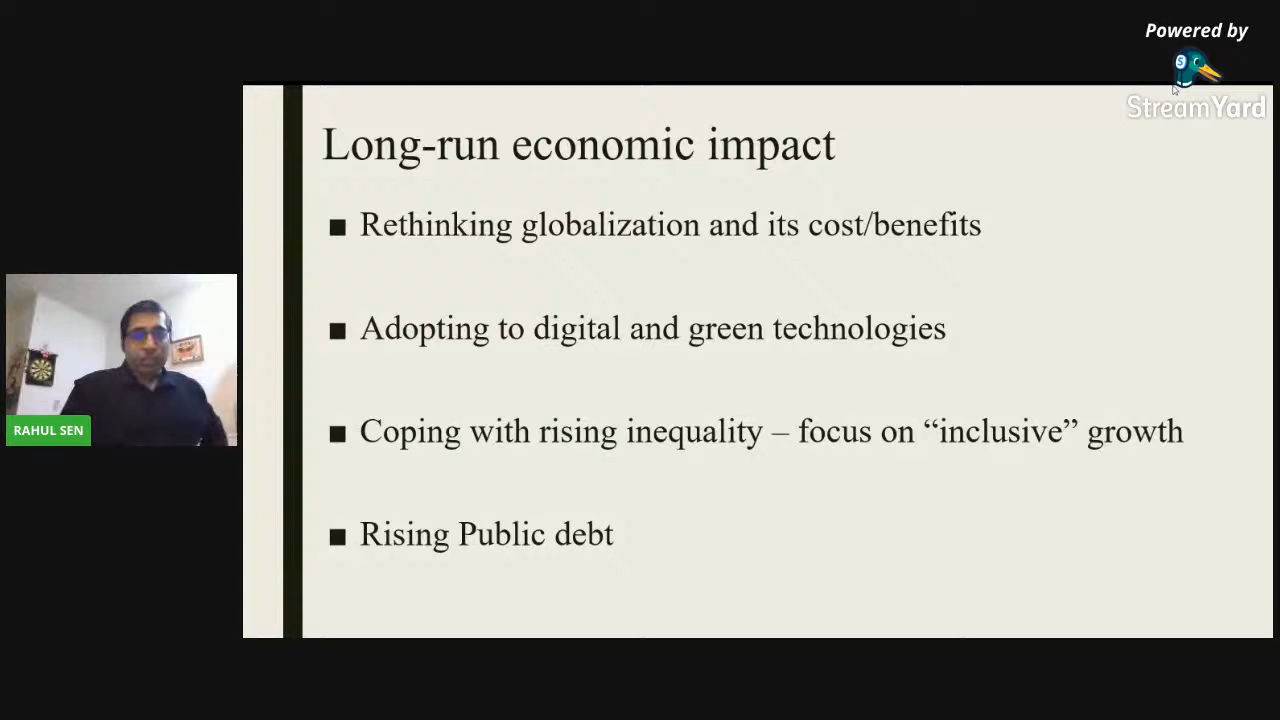 Powered by
StreamYard
Long-run economic impact
■ Rethinking globalization and its cost/benefits
■ Adopting to digital and green technologies
■ Coping with rising inequality – focus on “inclusive” growth
■ Rising Public debt
RAHUL SEN